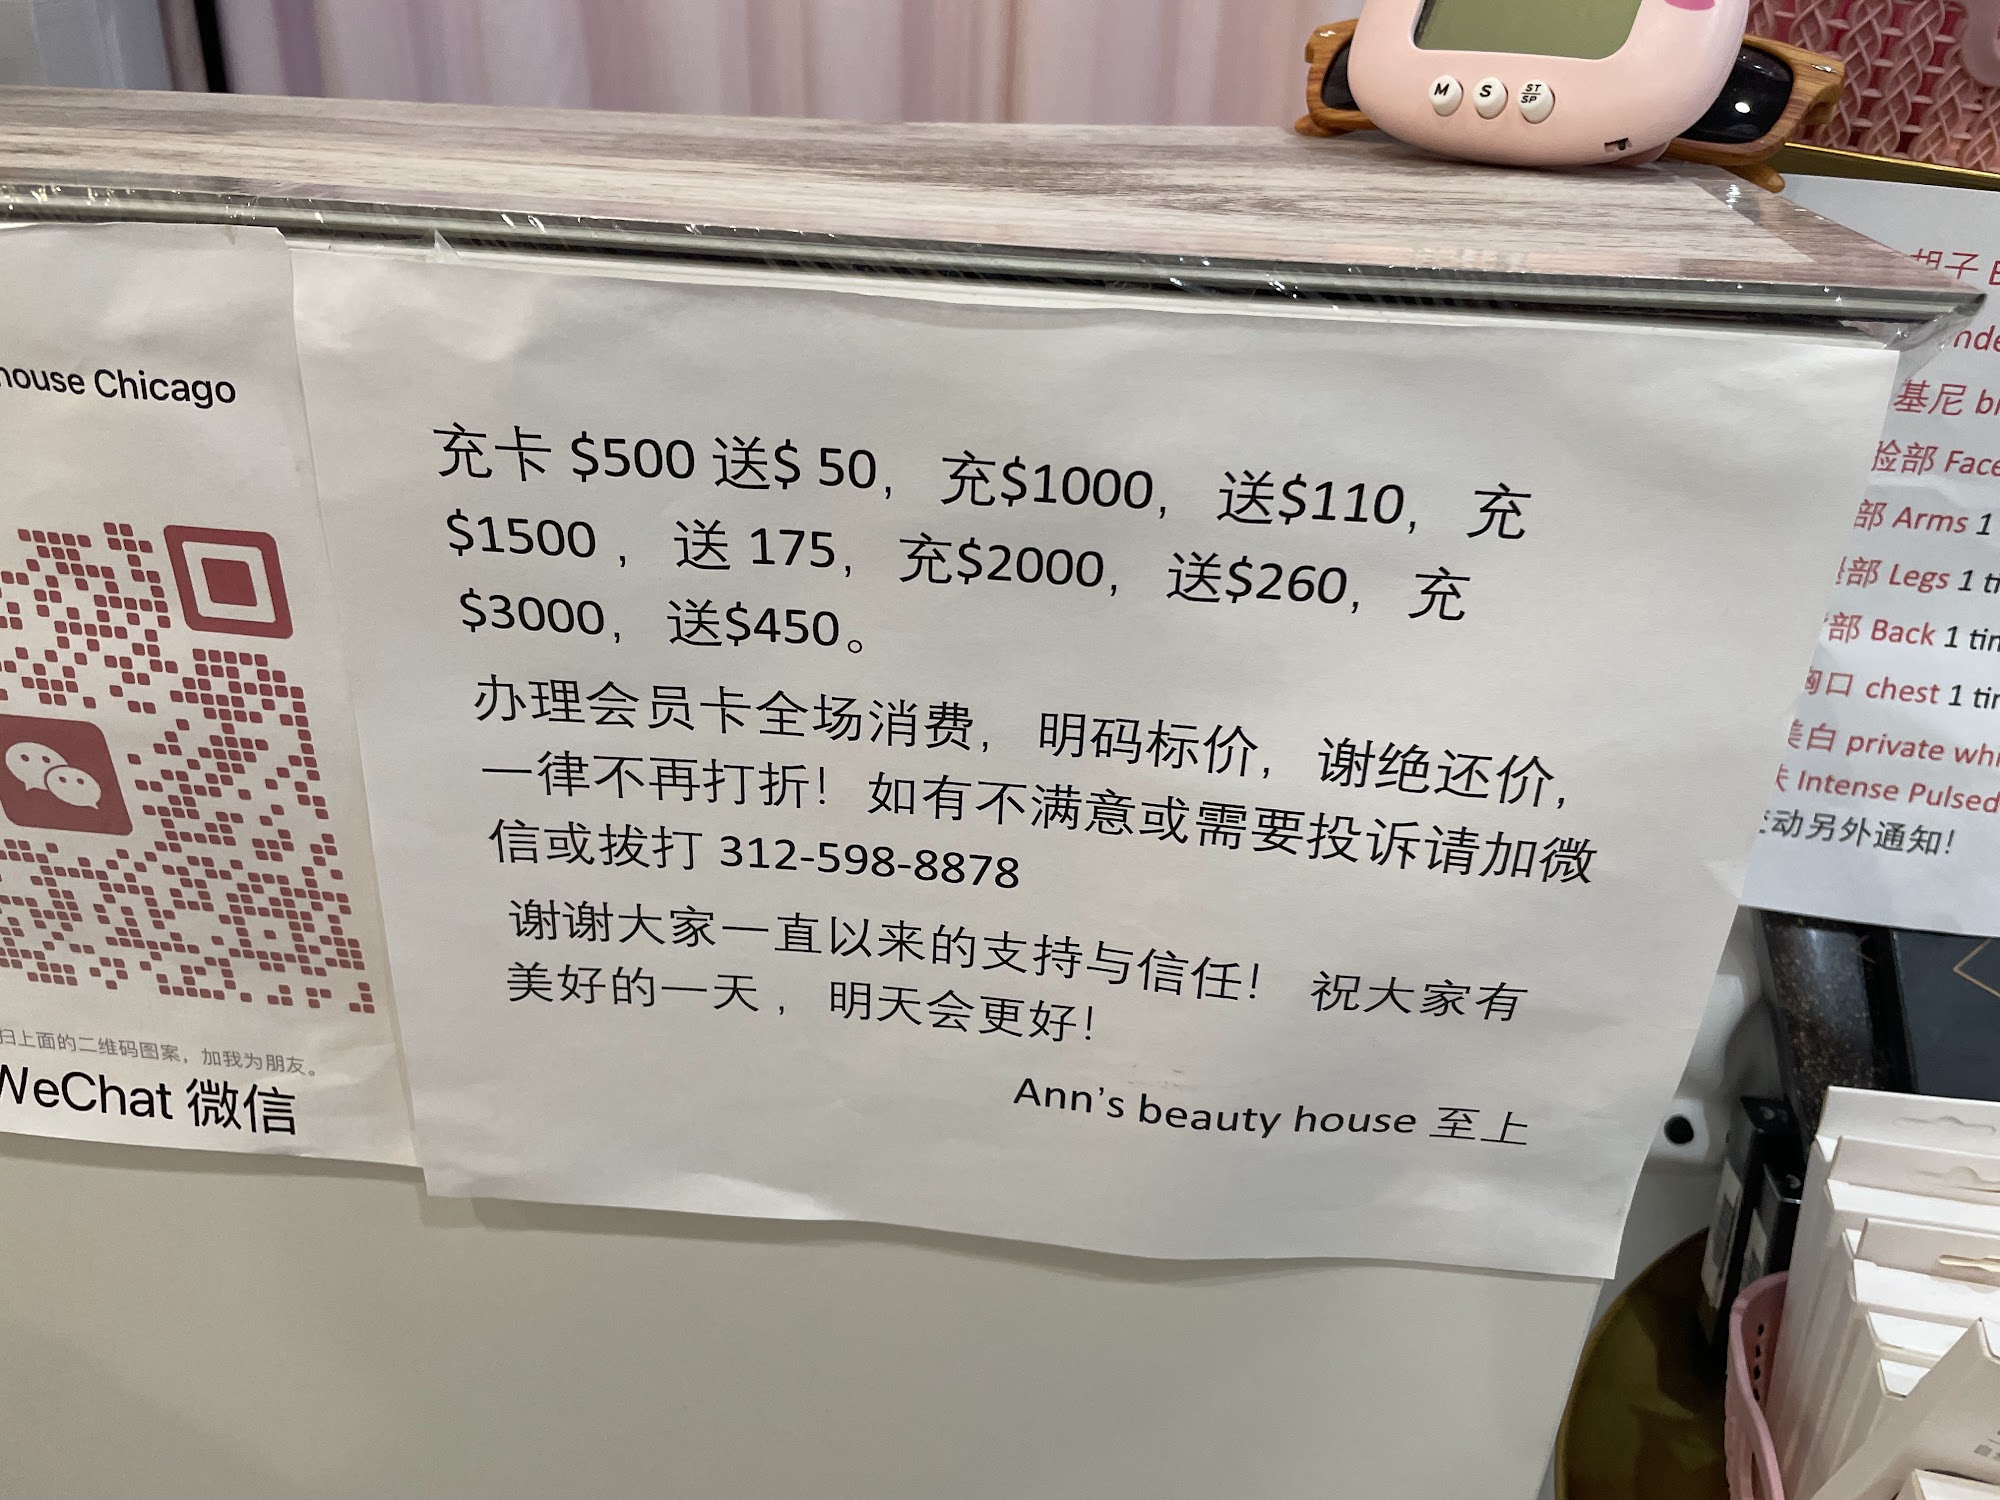 M S ST/SP
house Chicago
扫上面的二维码图案，加我为朋友。
WeChat 微信
充卡 $500 送$ 50，充$1000，送$110，充
$1500 ，送 175，充$2000，送$260，充
$3000，送$450。
办理会员卡全场消费，明码标价，谢绝还价，
一律不再打折！如有不满意或需要投诉请加微
信或拔打 312-598-8878
谢谢大家一直以来的支持与信任！ 祝大家有
美好的一天 ，明天会更好！
Ann's beauty house 至上
胡子
基尼
脸部 Face
部 Arms 1
部 Legs 1
部 Back 1
胸口 chest 1
美白 private
Intense Pulsed
动另外通知！